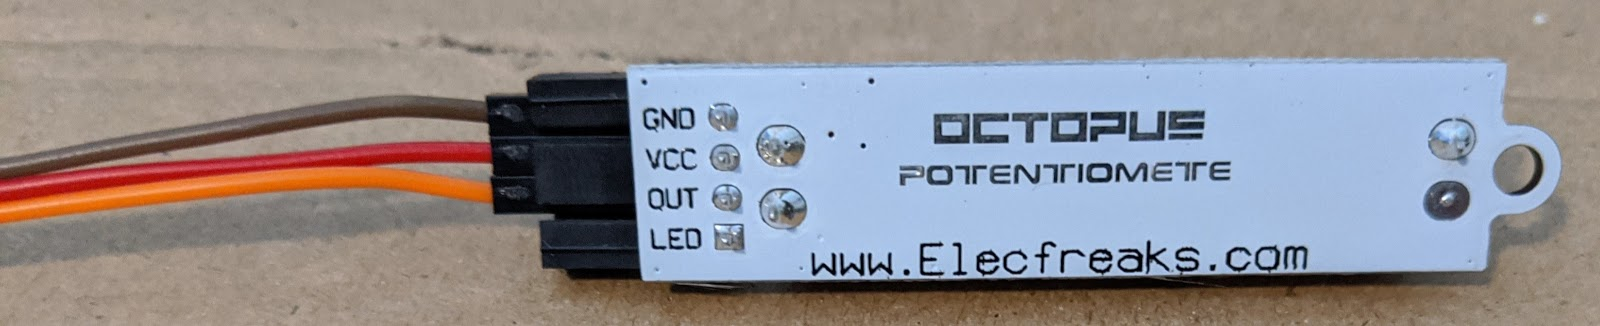 GND
VCC
OUT
LED
OCTOPUS
POTENTIOMETE
www.Elecfreaks.com